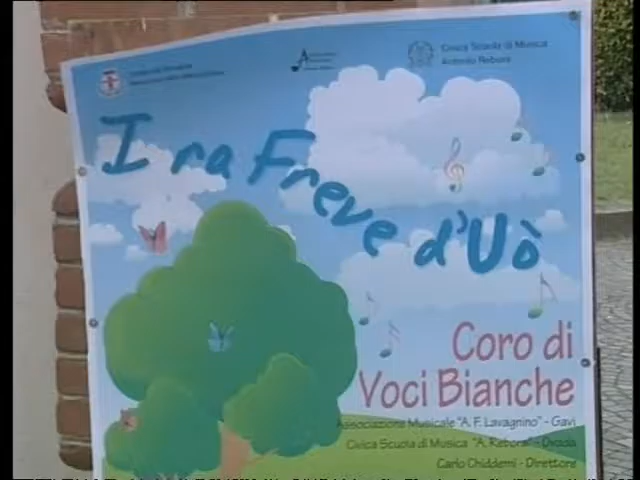 Civica Scuola di Musica
Antonio Rebora
I ra Freve d'Uò
Coro di
Voci Bianche
Associazione Musicale "A. F. Lavagnino" - Gavi
Civica Scuola di Musica "A. Rebora" - Ovada
Carlo Chiddemi - Direttore